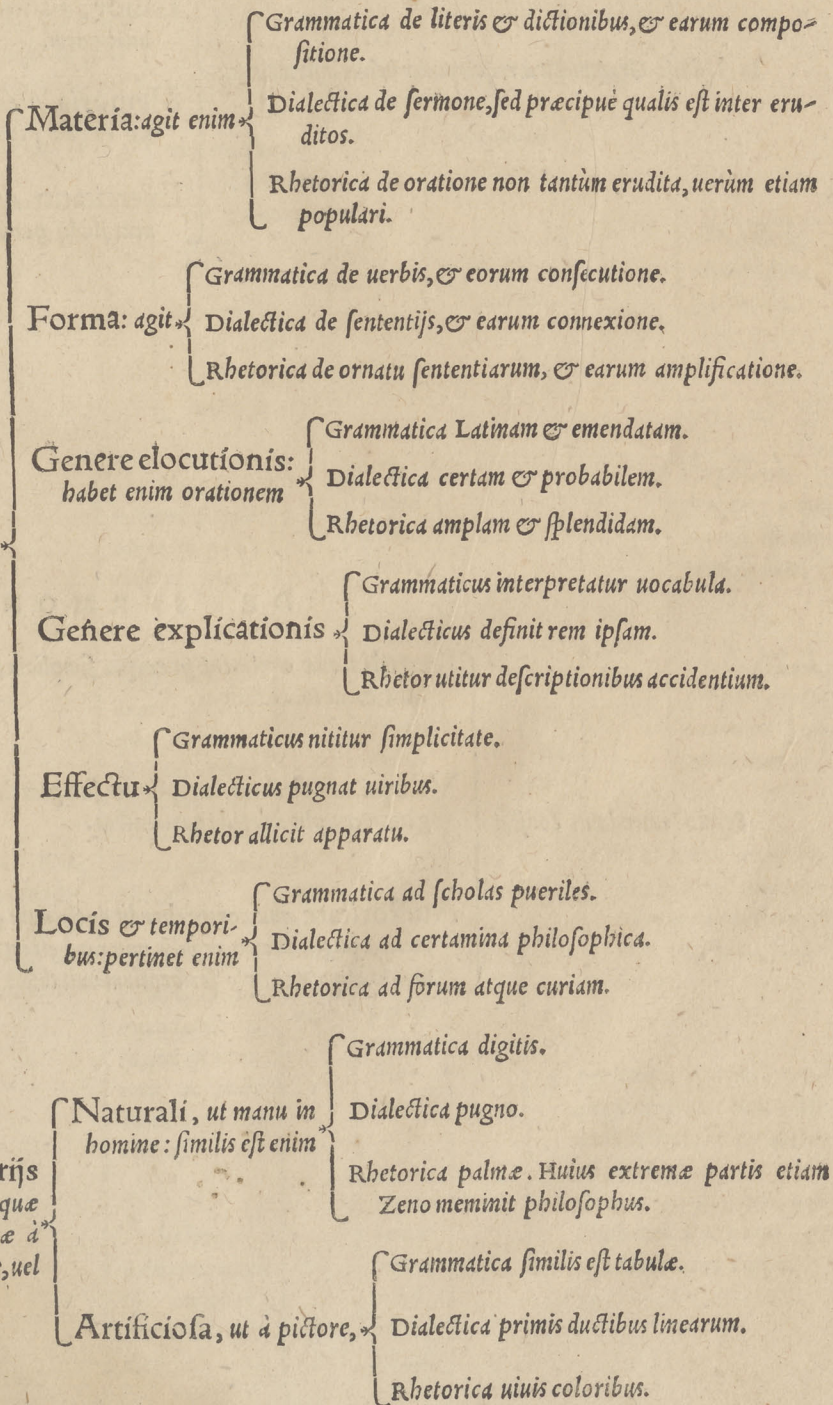 Grammatica de literis & dictionibus, & earum compo-
sitione.
Materia: agit enim
Dialectica de sermone, sed præcipuè qualis est inter eru-
ditos.
Rhetorica de oratione non tantùm erudita, uerùm etiam
populari.
Grammatica de uerbis, & eorum consecutione.
Forma: agit
Dialectica de sententijs, & earum connexione.
Rhetorica de ornatu sententiarum, & earum amplificatione.
Genere elocutionis:
habet enim orationem
Grammatica Latinam & emendatam.
Dialectica certam & probabilem.
Rhetorica amplam & splendidam.
Genere explicationis
Grammaticus interpretatur uocabula.
Dialecticus definit rem ipsam.
Rhetor utitur descriptionibus accidentium.
Effectu
Grammaticus nititur simplicitate.
Dialecticus pugnat uiribus.
Rhetor allicit apparatu.
Locis & tempori-
bus: pertinet enim
Grammatica ad scholas pueriles.
Dialectica ad certamina philosophica.
Rhetorica ad forum atque curiam.
rijs
quæ
æ à
, uel
Naturali, ut manu in
homine: similis est enim
Grammatica digitis.
Dialectica pugno.
Rhetorica palmæ. Huius extremæ partis etiam
Zeno meminit philosophus.
Artificiosa, ut à pictore,
Grammatica similis est tabulæ.
Dialectica primis ductibus linearum.
Rhetorica uiuis coloribus.